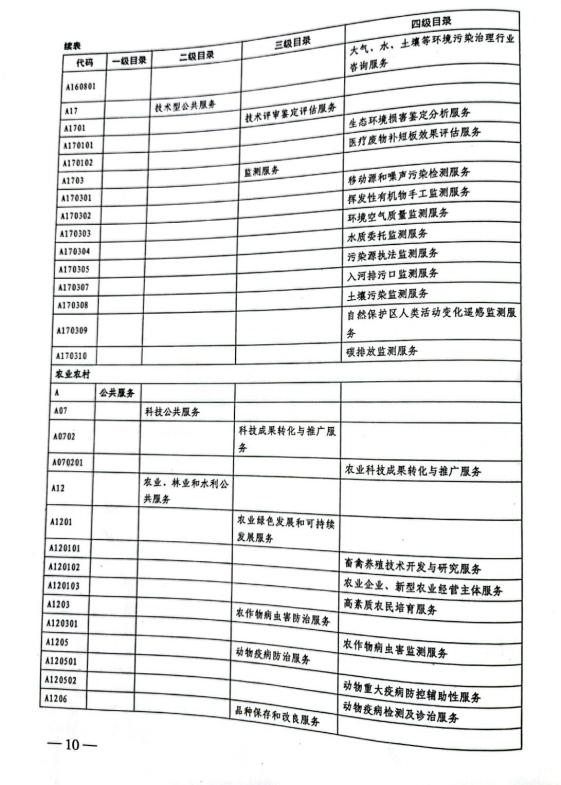 续表
代码 一级目录 二级目录 三级目录 四级目录
A160801 大气、水、土壤等环境污染治理行业
咨询服务
A17 技术型公共服务
A1701 技术评审鉴定评估服务
A170101 生态环境损害鉴定分析服务
A170102 医疗废物补短板效果评估服务
A1703 监测服务
A170301 移动源和噪声污染检测服务
A170302 挥发性有机物手工监测服务
A170303 环境空气质量监测服务
A170304 水质委托监测服务
A170305 污染源执法监测服务
A170307 入河排污口监测服务
A170308 土壤污染监测服务
A170309 自然保护区人类活动变化遥感监测服
务
A170310 碳排放监测服务
农业农村
A 公共服务
A07 科技公共服务
A0702 科技成果转化与推广服
务
A070201 农业科技成果转化与推广服务
A12 农业、林业和水利公
共服务
A1201 农业绿色发展和可持续
发展服务
A120101 畜禽养殖技术开发与研究服务
A120102 农业企业、新型农业经营主体服务
A120103 高素质农民培育服务
A1203 农作物病虫害防治服务
A120301 农作物病虫害监测服务
A1205 动物疫病防治服务
A120501 动物重大疫病防控辅助性服务
A120502 动物疫病检测及诊治服务
A1206 品种保存和改良服务
—10—